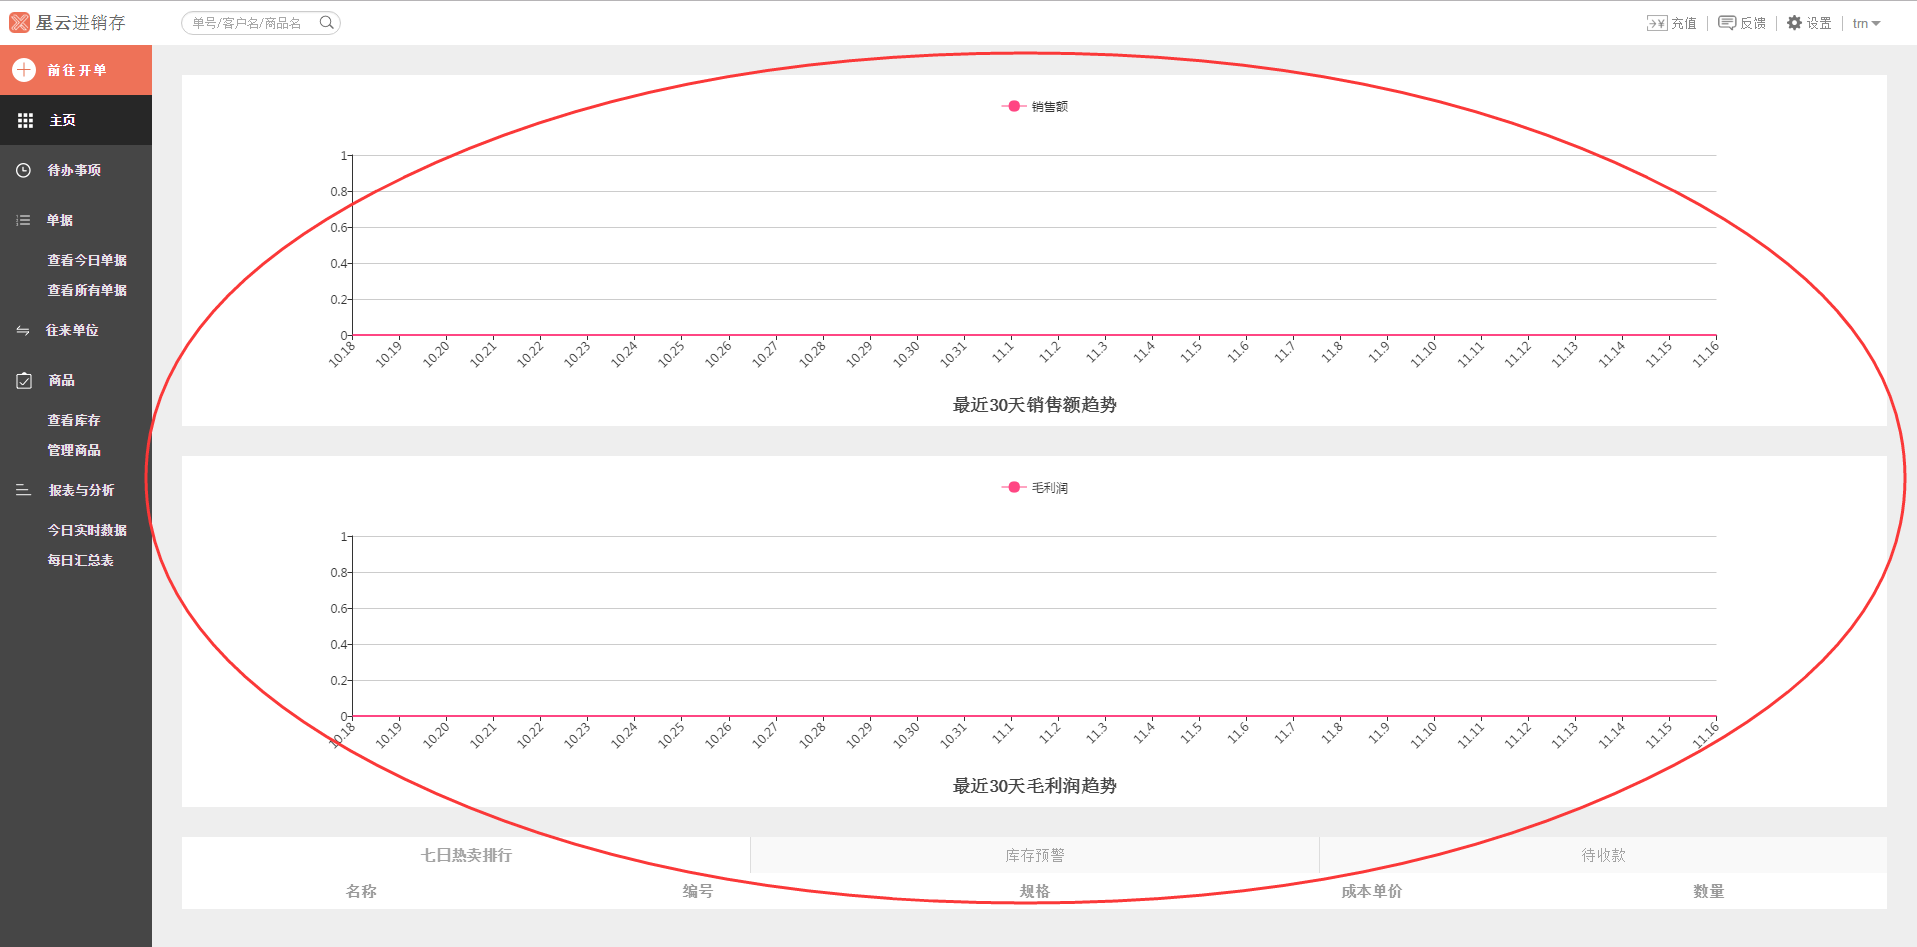 星云进销存 单号/客户名/商品名 充值 反馈 设置 trn
前往开单
主页
待办事项
单据
查看今日单据
查看所有单据
往来单位
商品
查看库存
管理商品
报表与分析
今日实时数据
每日汇总表
销售额
1
0.8
0.6
0.4
0.2
0
10.18 10.19 10.20 10.21 10.22 10.23 10.24 10.25 10.26 10.27 10.28 10.29 10.30 10.31 11.1 11.2 11.3 11.4 11.5 11.6 11.7 11.8 11.9 11.10 11.11 11.12 11.13 11.14 11.15 11.16
最近30天销售额趋势
毛利润
1
0.8
0.6
0.4
0.2
0
10.18 10.19 10.20 10.21 10.22 10.23 10.24 10.25 10.26 10.27 10.28 10.29 10.30 10.31 11.1 11.2 11.3 11.4 11.5 11.6 11.7 11.8 11.9 11.10 11.11 11.12 11.13 11.14 11.15 11.16
最近30天毛利润趋势
七日热卖排行 库存预警 待收款
名称 编号 规格 成本单价 数量